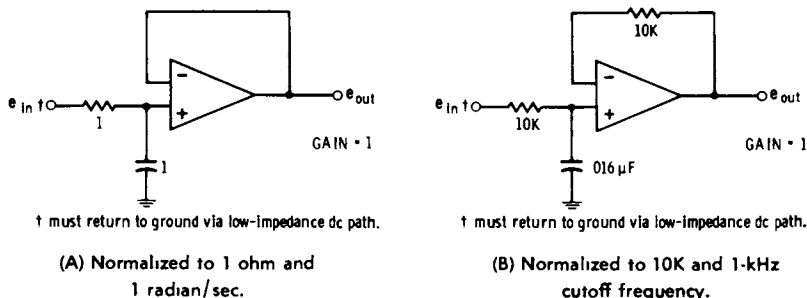 e in †
1
1
−
+
e out
GAIN • 1
† must return to ground via low-impedance dc path.
(A) Normalized to 1 ohm and
1 radian/sec.
10K
e in †
10K
016 µF
−
+
e out
GAIN • 1
† must return to ground via low-impedance dc path.
(B) Normalized to 10K and 1-kHz
cutoff frequency.